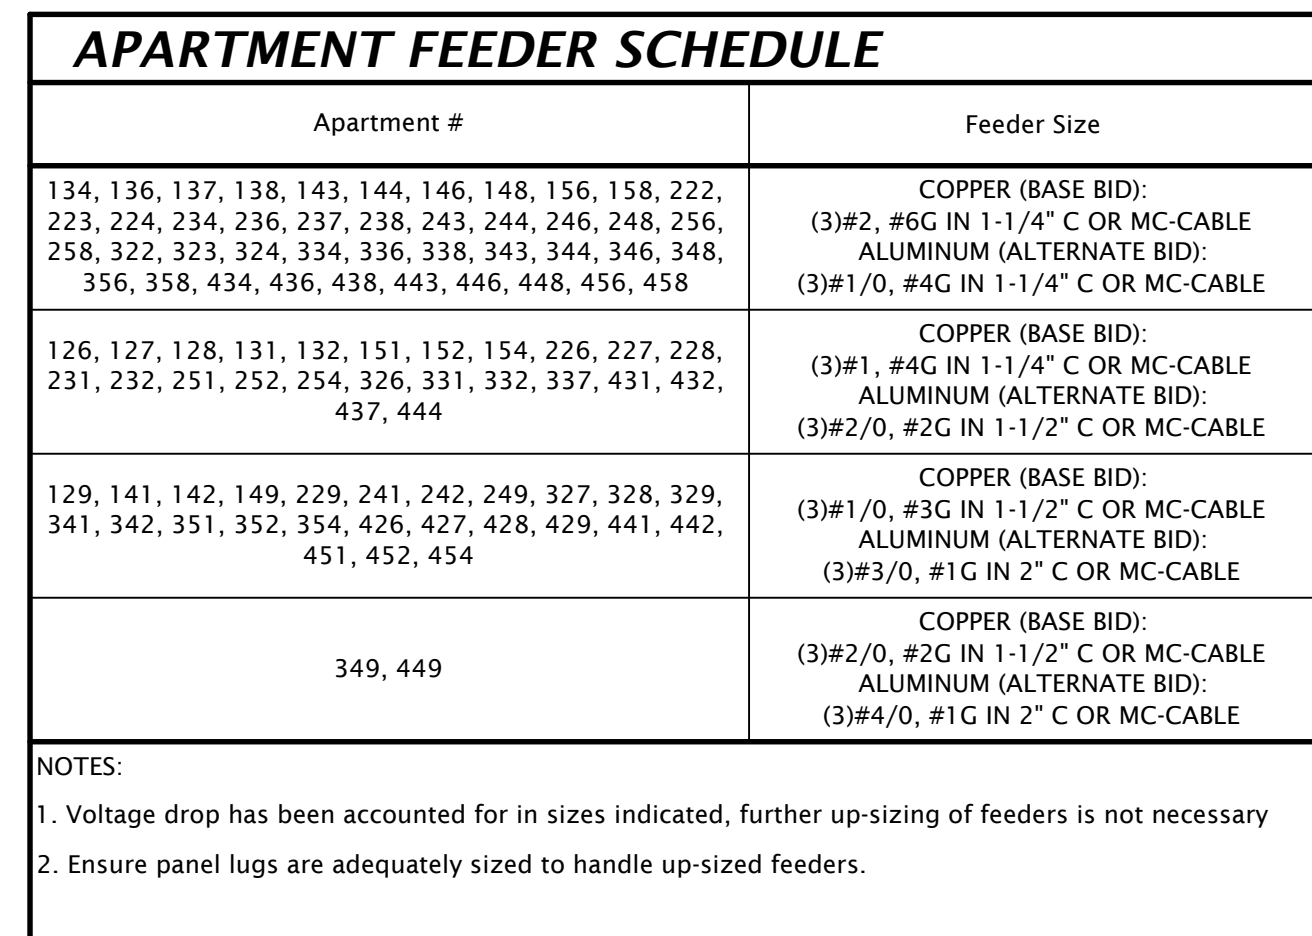 APARTMENT FEEDER SCHEDULE
Apartment #
Feeder Size
134, 136, 137, 138, 143, 144, 146, 148, 156, 158, 222,
223, 224, 234, 236, 237, 238, 243, 244, 246, 248, 256,
258, 322, 323, 324, 334, 336, 338, 343, 344, 346, 348,
356, 358, 434, 436, 438, 443, 446, 448, 456, 458
COPPER (BASE BID):
(3)#2, #6G IN 1-1/4" C OR MC-CABLE
ALUMINUM (ALTERNATE BID):
(3)#1/0, #4G IN 1-1/4" C OR MC-CABLE
126, 127, 128, 131, 132, 151, 152, 154, 226, 227, 228,
231, 232, 251, 252, 254, 326, 331, 332, 337, 431, 432,
437, 444
COPPER (BASE BID):
(3)#1, #4G IN 1-1/4" C OR MC-CABLE
ALUMINUM (ALTERNATE BID):
(3)#2/0, #2G IN 1-1/2" C OR MC-CABLE
129, 141, 142, 149, 229, 241, 242, 249, 327, 328, 329,
341, 342, 351, 352, 354, 426, 427, 428, 429, 441, 442,
451, 452, 454
COPPER (BASE BID):
(3)#1/0, #3G IN 1-1/2" C OR MC-CABLE
ALUMINUM (ALTERNATE BID):
(3)#3/0, #1G IN 2" C OR MC-CABLE
349, 449
COPPER (BASE BID):
(3)#2/0, #2G IN 1-1/2" C OR MC-CABLE
ALUMINUM (ALTERNATE BID):
(3)#4/0, #1G IN 2" C OR MC-CABLE
NOTES:
1. Voltage drop has been accounted for in sizes indicated, further up-sizing of feeders is not necessary
2. Ensure panel lugs are adequately sized to handle up-sized feeders.